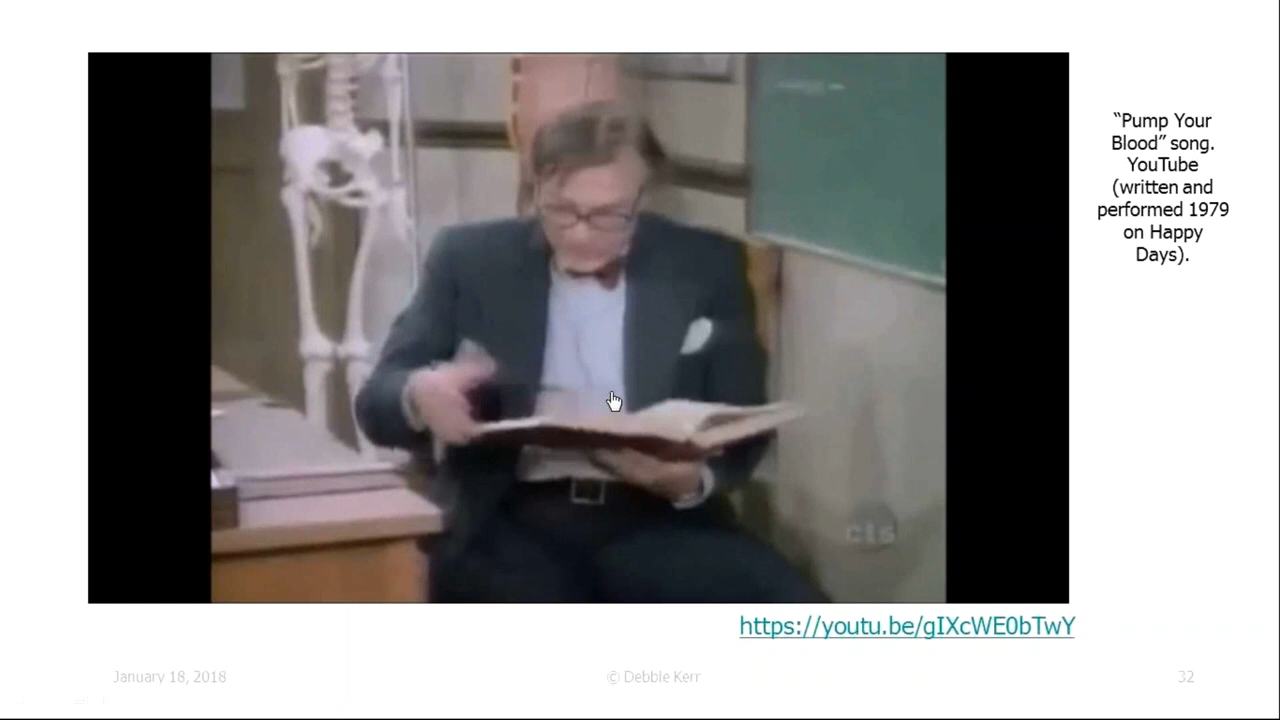 “Pump Your
Blood” song.
YouTube
(written and
performed 1979
on Happy
Days).
cis
https://youtu.be/gIXcWE0bTwY
January 18, 2018
© Debbie Kerr
32